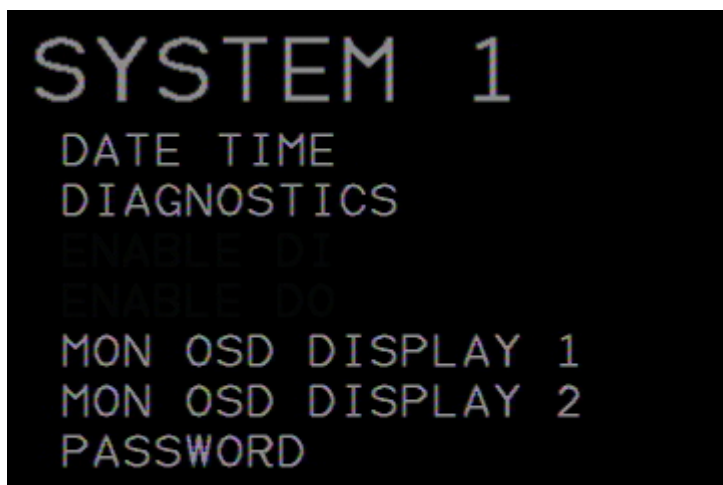 SYSTEM 1
DATE TIME
DIAGNOSTICS
ENABLE DI
ENABLE DO
MON OSD DISPLAY 1
MON OSD DISPLAY 2
PASSWORD